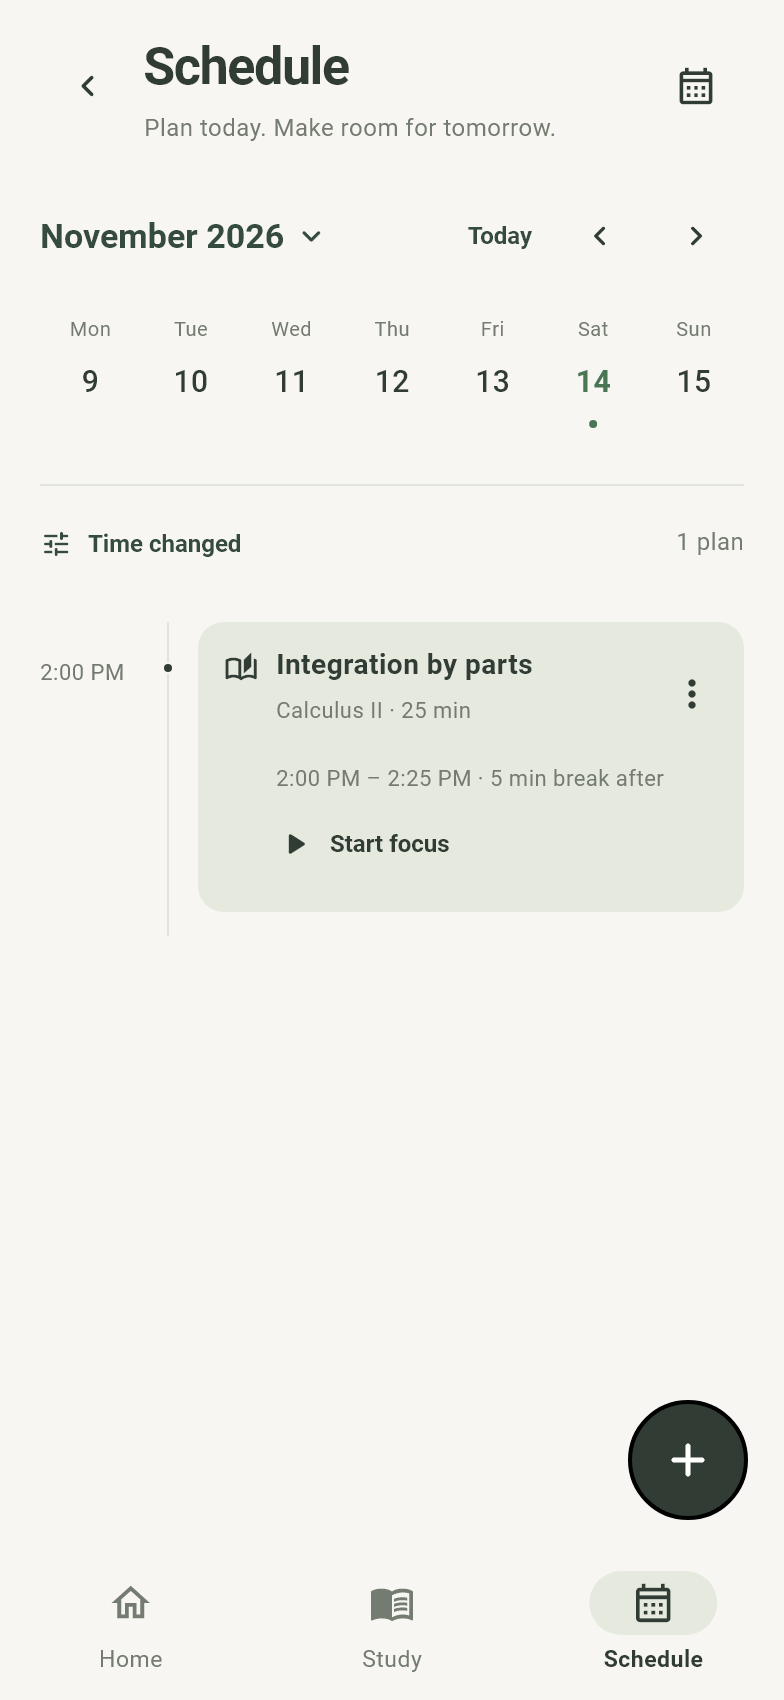 Schedule
Plan today. Make room for tomorrow.
November 2026
Today
Mon Tue Wed Thu Fri Sat Sun
9 10 11 12 13 14 15
Time changed
1 plan
2:00 PM
Integration by parts
Calculus II · 25 min
2:00 PM – 2:25 PM · 5 min break after
Start focus
Home Study Schedule